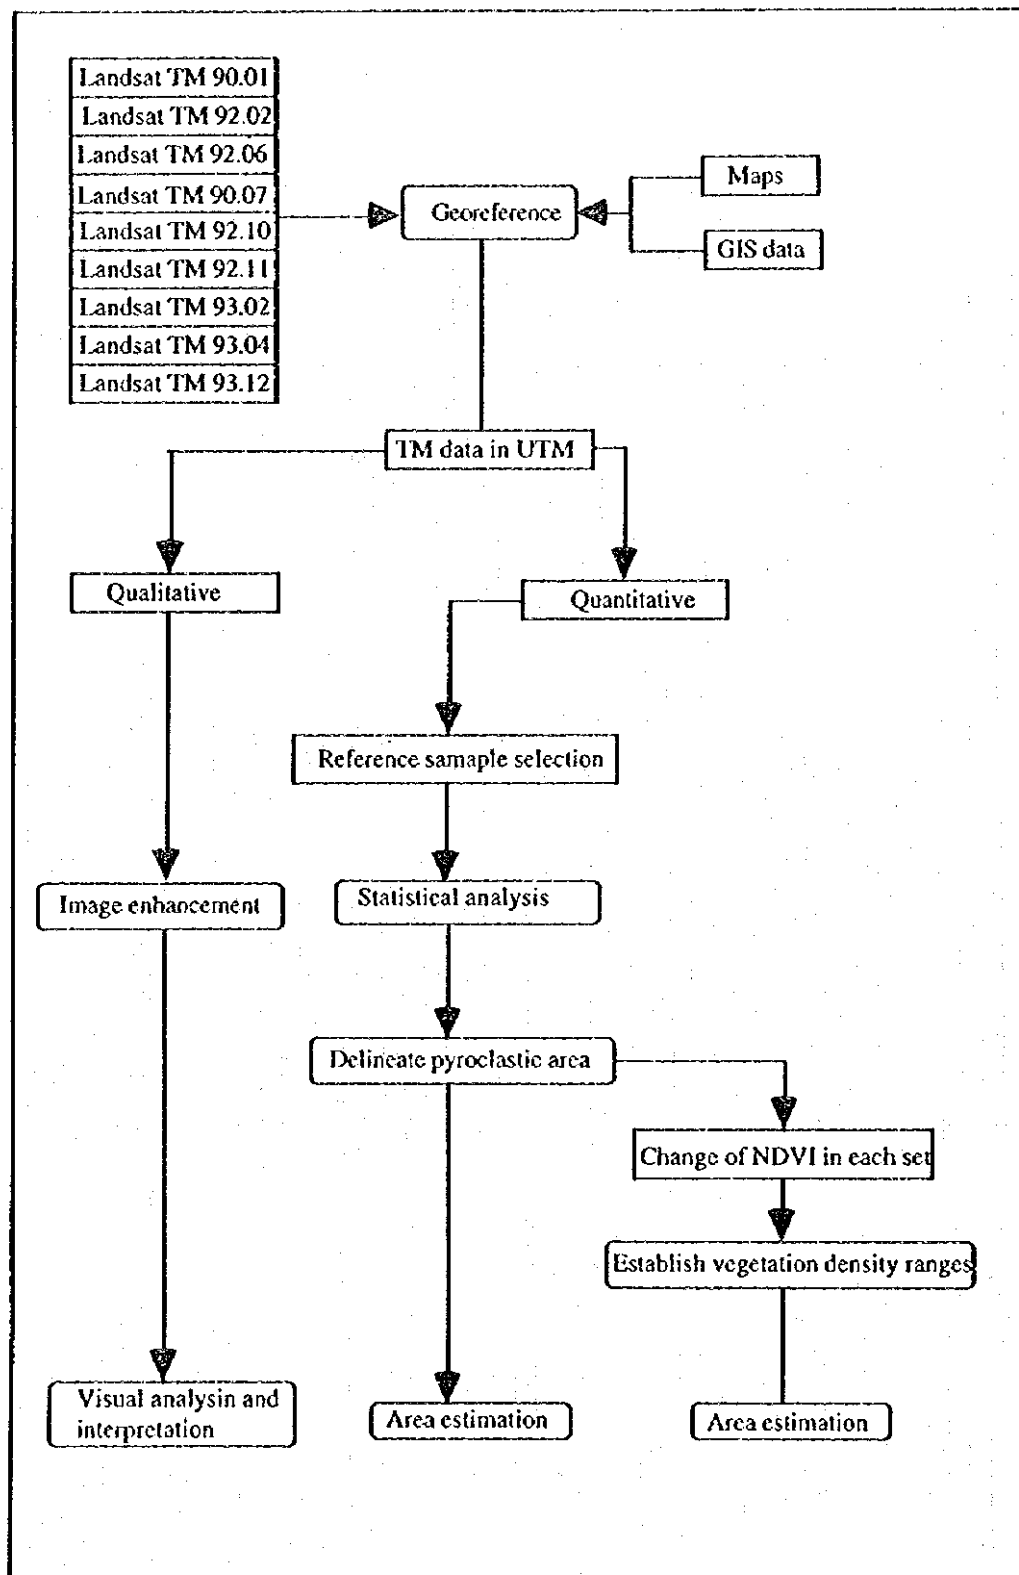 Landsat TM 90.01
Landsat TM 92.02
Landsat TM 92.06
Landsat TM 90.07
Landsat TM 92.10
Landsat TM 92.11
Landsat TM 93.02
Landsat TM 93.04
Landsat TM 93.12
Georeference
Maps
GIS data
TM data in UTM
Qualitative
Quantitative
Reference samaple selection
Image enhancement
Statistical analysis
Delineate pyroclastic area
Change of NDVI in each set
Establish vegetation density ranges
Visual analysin and
interpretation
Area estimation
Area estimation